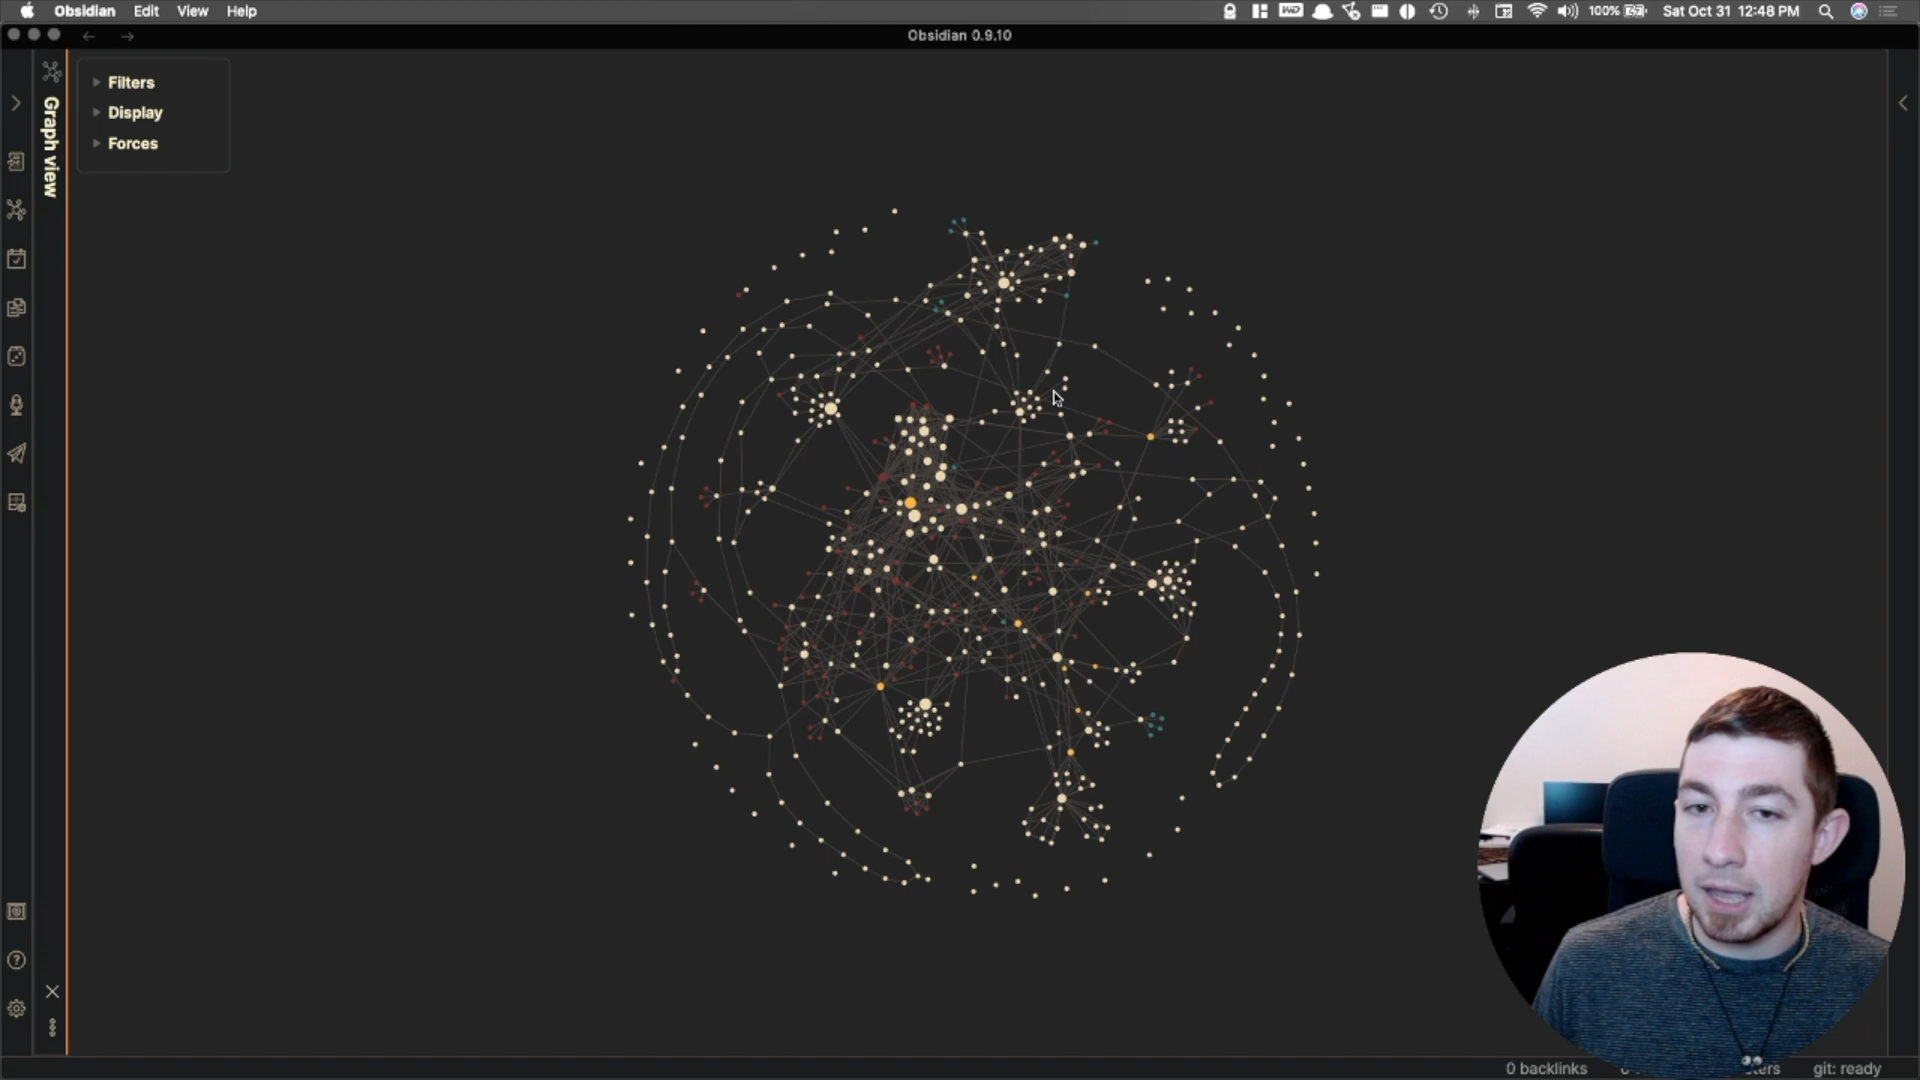 Obsidian Edit View Help
100% Sat Oct 31 12:48 PM
Obsidian 0.9.10
Graph view
Filters
Display
Forces
0 backlinks git: ready